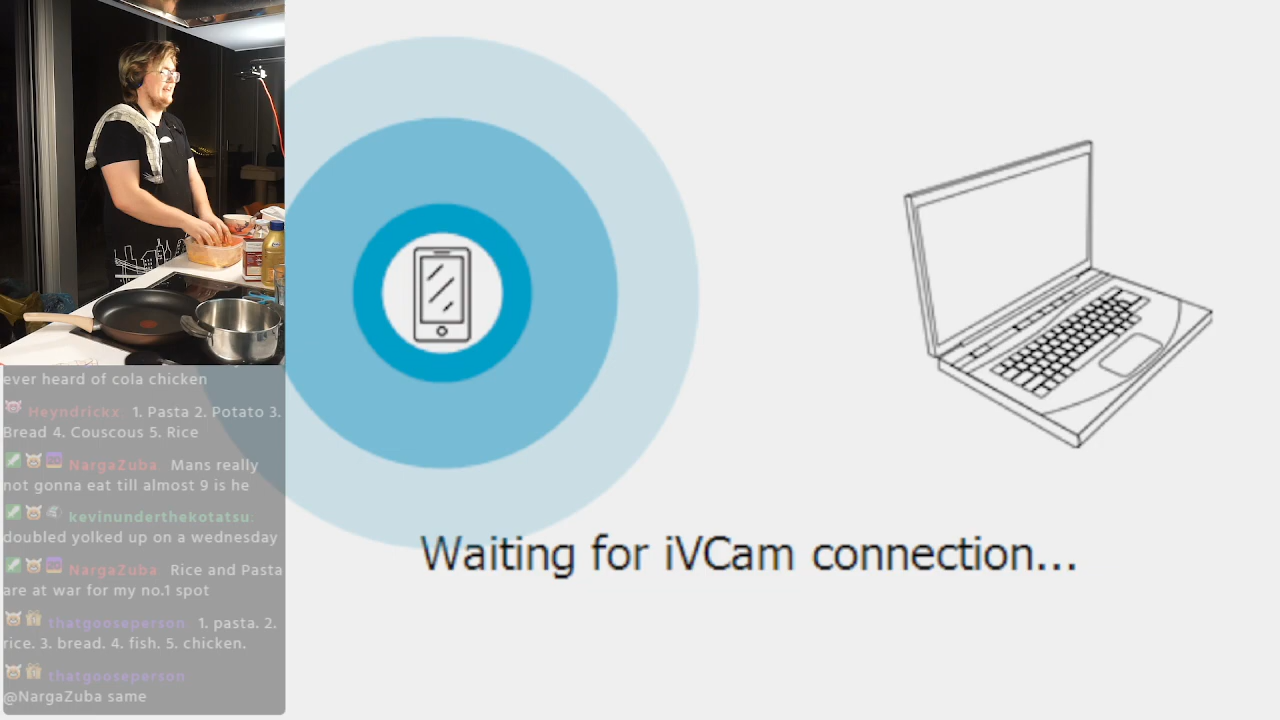 ever heard of cola chicken
Heyndrickx 1. Pasta 2. Potato 3.
Bread 4. Couscous 5. Rice
NargaZuba Mans really
not gonna eat till almost 9 is he
kevinunderthekotatsu:
doubled yolked up on a wednesday
NargaZuba Rice and Pasta
are at war for my no.1 spot
thatgooseperson 1. pasta. 2.
rice. 3. bread. 4. fish. 5. chicken.
thatgooseperson
@NargaZuba same
Waiting for iVCam connection...